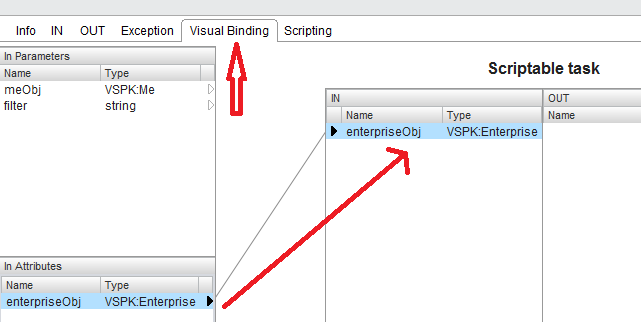 Info IN OUT Exception Visual Binding Scripting
In Parameters
Name Type
meObj VSPK:Me
filter string
Scriptable task
IN OUT
Name Type Name
enterpriseObj VSPK:Enterprise
In Attributes
Name Type
enterpriseObj VSPK:Enterprise